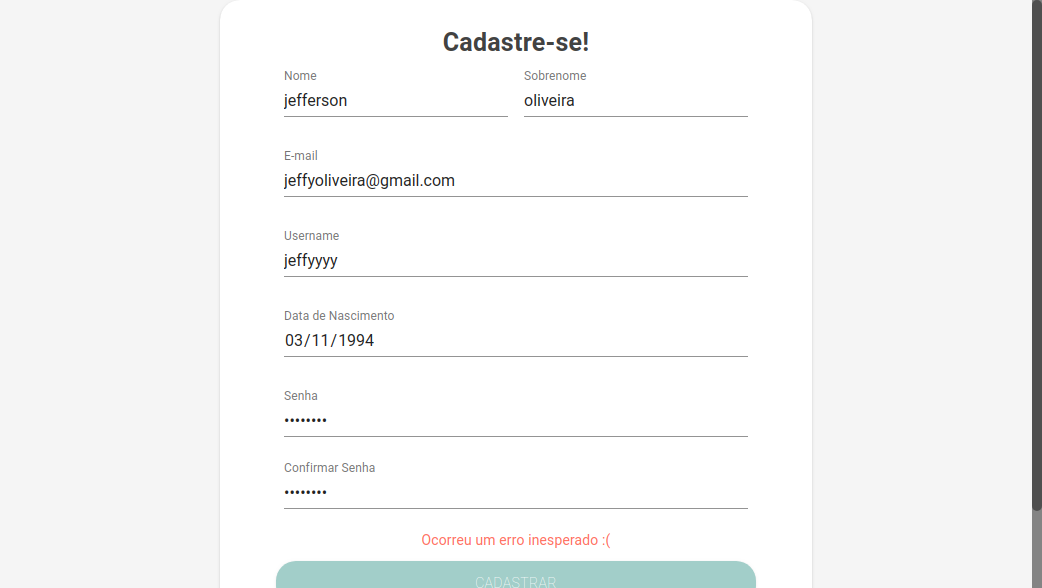 Cadastre-se!
Nome
Sobrenome
jefferson
oliveira
E-mail
jeffyoliveira@gmail.com
Username
jeffyyyy
Data de Nascimento
03/11/1994
Senha
••••••••
Confirmar Senha
••••••••
Ocorreu um erro inesperado :(
CADASTRAR